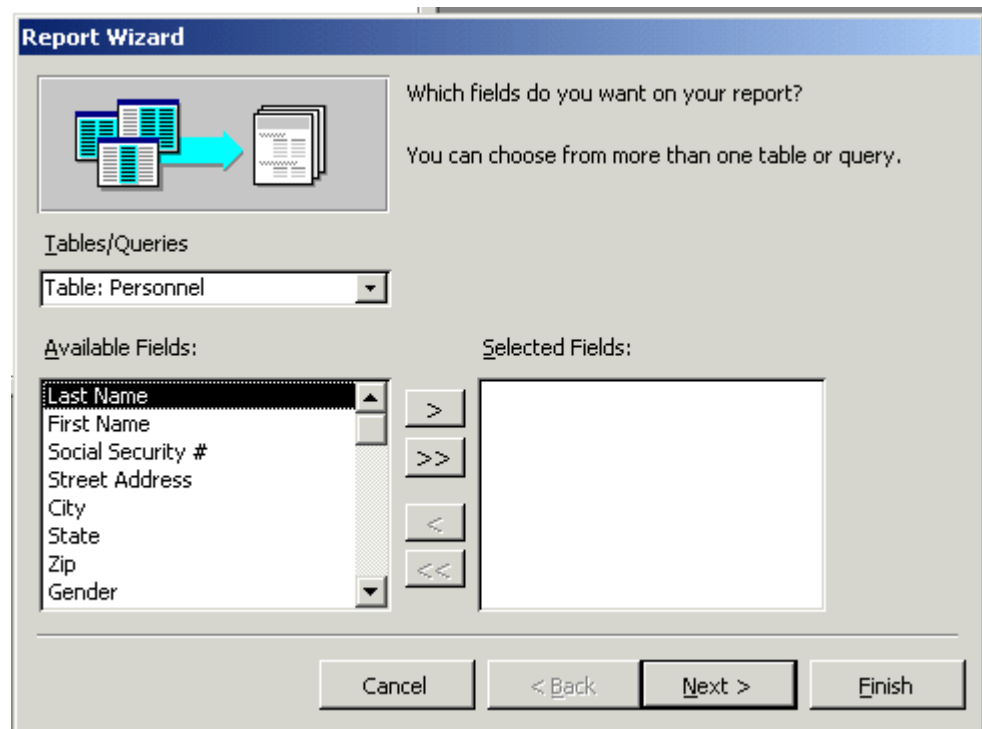 Report Wizard
Which fields do you want on your report?
You can choose from more than one table or query.
Tables/Queries
Table: Personnel
Available Fields:
Selected Fields:
Last Name
First Name
Social Security #
Street Address
City
State
Zip
Gender
>
>>
<
<<
Cancel
< Back
Next >
Finish